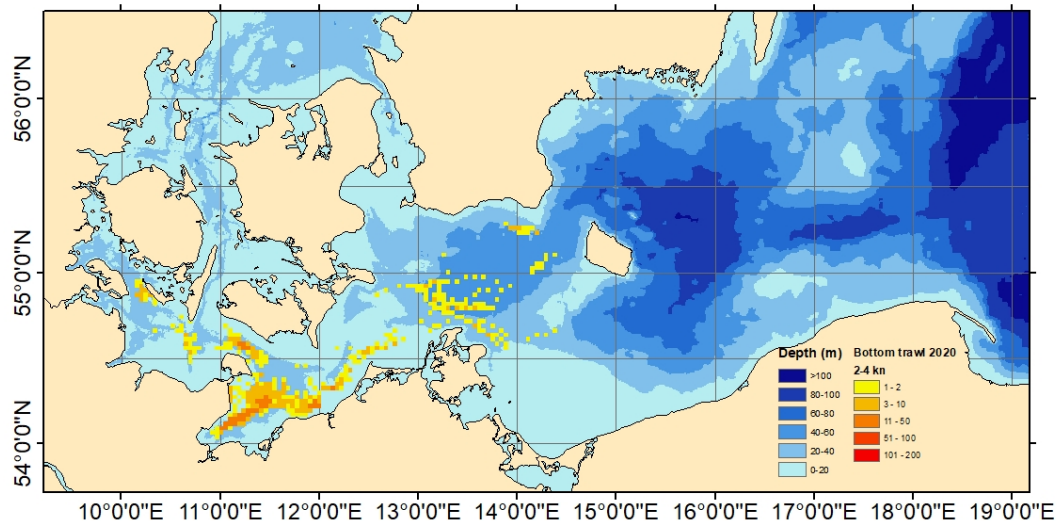 56°0'0"N
55°0'0"N
54°0'0"N
Depth (m)
>100
80-100
60-80
40-60
20-40
0-20
Bottom trawl 2020
2-4 kn
1 - 2
3 - 10
11 - 50
51 - 100
101 - 200
10°0'0"E 11°0'0"E 12°0'0"E 13°0'0"E 14°0'0"E 15°0'0"E 16°0'0"E 17°0'0"E 18°0'0"E 19°0'0"E